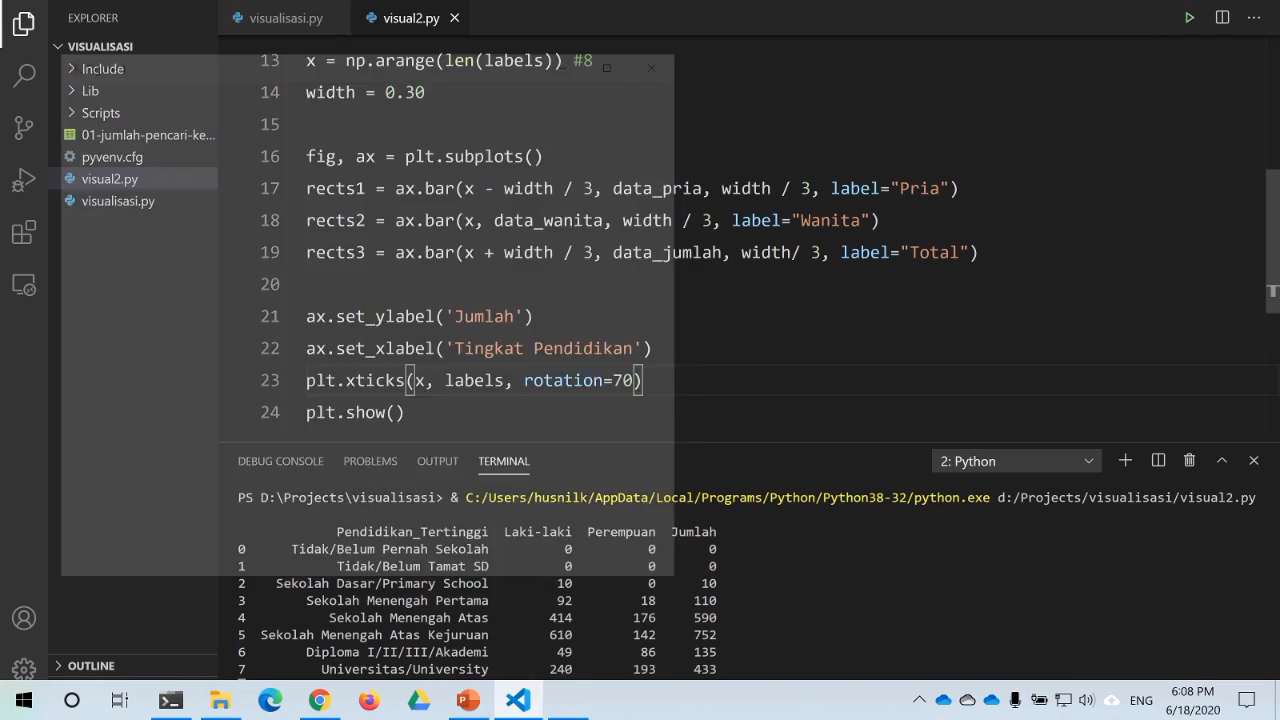 EXPLORER
visualisasi.py
visual2.py
VISUALISASI
Include
Lib
Scripts
01-jumlah-pencari-ke...
pyvenv.cfg
visual2.py
visualisasi.py
OUTLINE
13 x = np.arange(len(labels)) #8
14 width = 0.30
15
16 fig, ax = plt.subplots()
17 rects1 = ax.bar(x - width / 3, data_pria, width / 3, label="Pria")
18 rects2 = ax.bar(x, data_wanita, width / 3, label="Wanita")
19 rects3 = ax.bar(x + width / 3, data_jumlah, width/ 3, label="Total")
20
21 ax.set_ylabel('Jumlah')
22 ax.set_xlabel('Tingkat Pendidikan')
23 plt.xticks(x, labels, rotation=70)
24 plt.show()
DEBUG CONSOLE PROBLEMS OUTPUT TERMINAL
2: Python
PS D:\Projects\visualisasi> & C:/Users/husnilk/AppData/Local/Programs/Python/Python38-32/python.exe d:/Projects/visualisasi/visual2.py
Pendidikan_Tertinggi Laki-laki Perempuan Jumlah
0 Tidak/Belum Pernah Sekolah 0 0 0
1 Tidak/Belum Tamat SD 0 0 0
2 Sekolah Dasar/Primary School 10 0 10
3 Sekolah Menengah Pertama 92 18 110
4 Sekolah Menengah Atas 414 176 590
5 Sekolah Menengah Atas Kejuruan 610 142 752
6 Diploma I/II/III/Akademi 49 86 135
7 Universitas/University 240 193 433
ENG
6:08 PM
6/18/2020